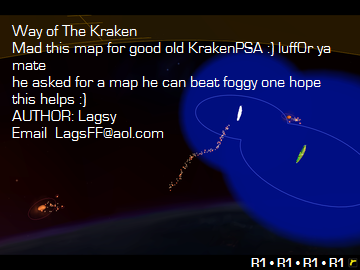 Way of The Kraken
Mad this map for good old KrakenPSA :) luff0r ya
mate
he asked for a map he can beat foggy one hope
this helps :)
AUTHOR: Lagsy
Email  LagsFF@aol.com
R1 • R1 • R1 • R1 r